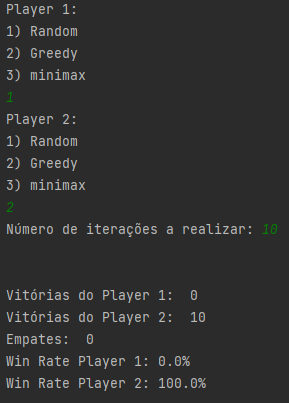 Player 1:
1) Random
2) Greedy
3) minimax
1
Player 2:
1) Random
2) Greedy
3) minimax
2
Número de iterações a realizar: 10
Vitórias do Player 1:  0
Vitórias do Player 2:  10
Empates:  0
Win Rate Player 1: 0.0%
Win Rate Player 2: 100.0%